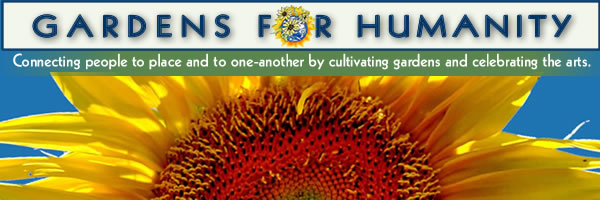 GARDENS FOR HUMANITY
Connecting people to place and to one-another by cultivating gardens and celebrating the arts.